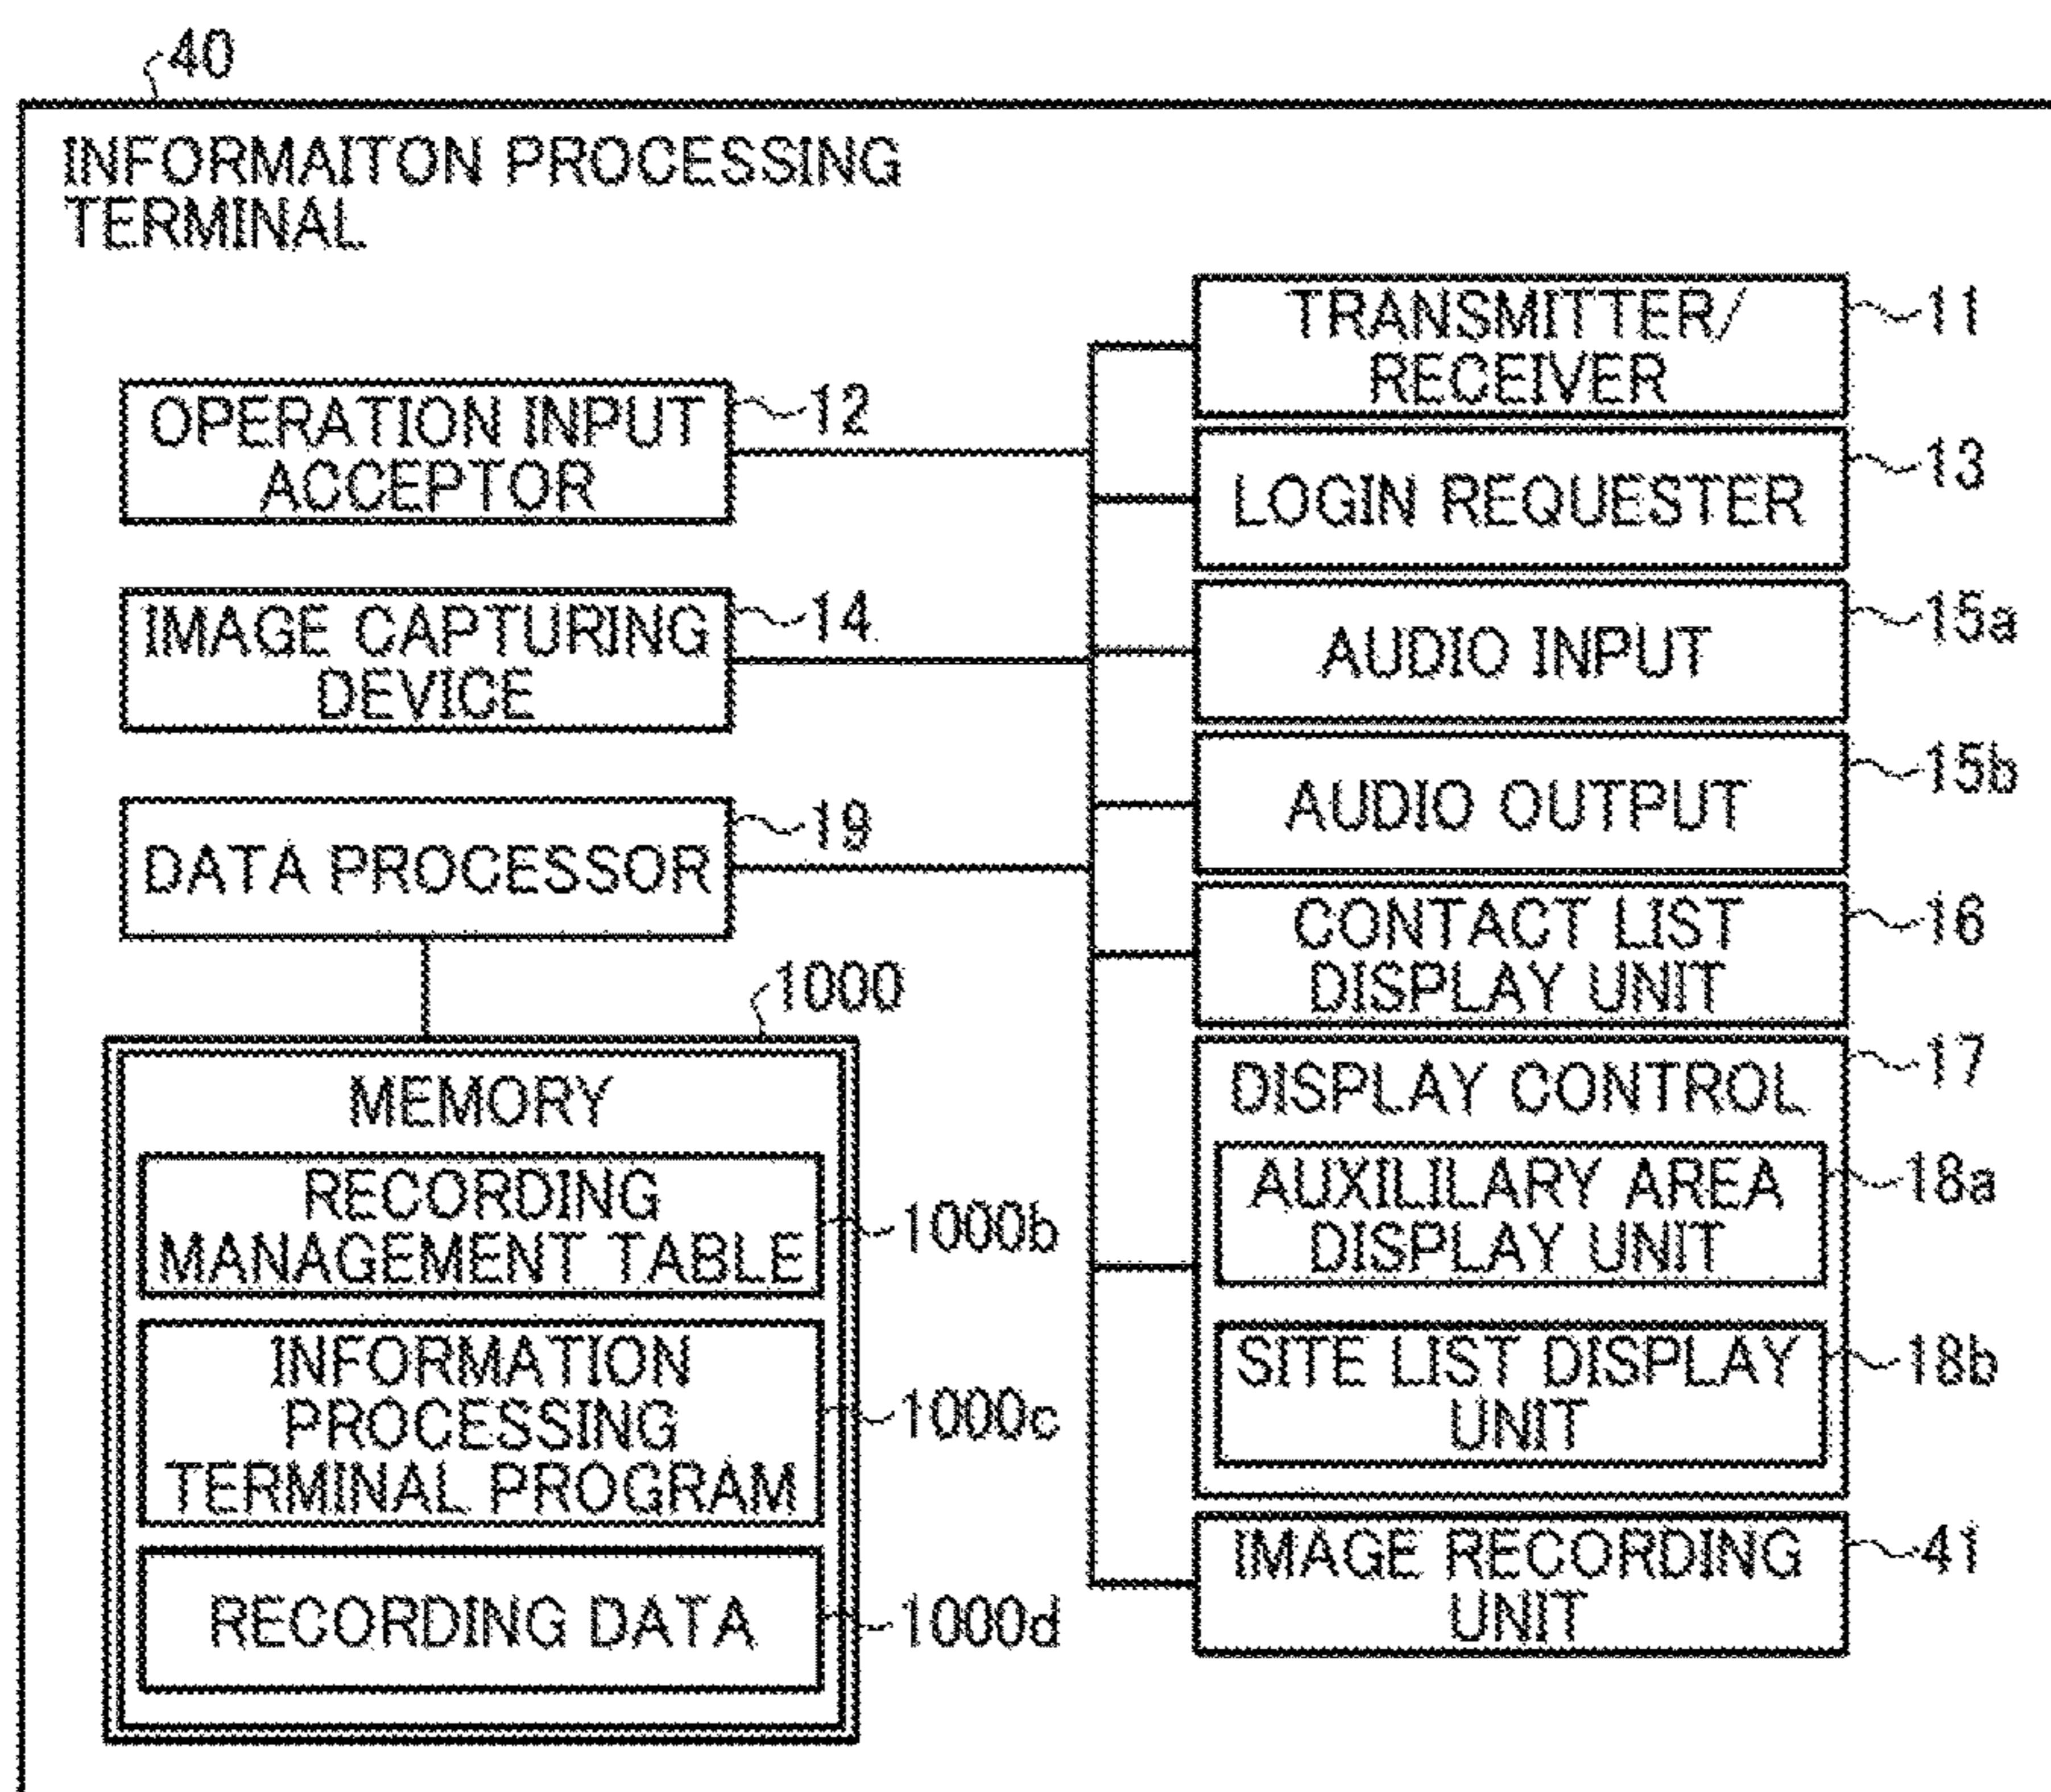 40
INFORMAITON PROCESSING
TERMINAL
TRANSMITTER/
RECEIVER
11
OPERATION INPUT
ACCEPTOR
12
LOGIN REQUESTER
13
IMAGE CAPTURING
DEVICE
14
AUDIO INPUT
15a
AUDIO OUTPUT
15b
DATA PROCESSOR
19
CONTACT LIST
DISPLAY UNIT
16
1000
MEMORY
RECORDING
MANAGEMENT TABLE
1000b
INFORMATION
PROCESSING
TERMINAL PROGRAM
1000c
RECORDING DATA
1000d
DISPLAY CONTROL
17
AUXILILARY AREA
DISPLAY UNIT
18a
SITE LIST DISPLAY
UNIT
18b
IMAGE RECORDING
UNIT
41